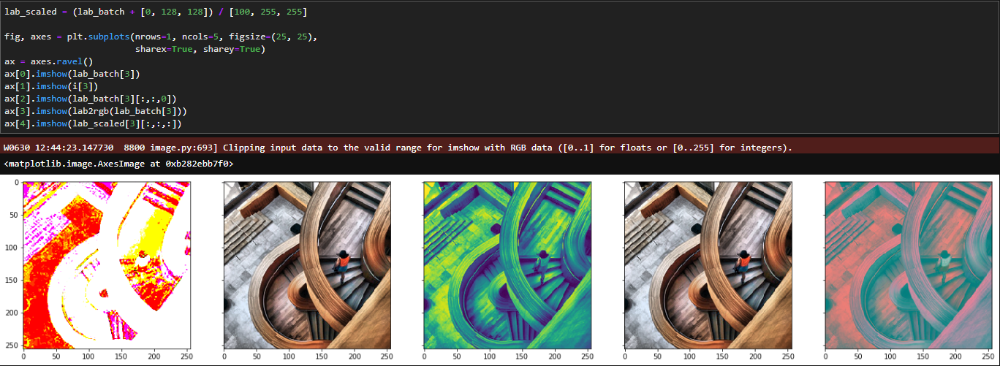 lab_scaled = (lab_batch + [0, 128, 128]) / [100, 255, 255]
fig, axes = plt.subplots(nrows=1, ncols=5, figsize=(25, 25),
                         sharex=True, sharey=True)
ax = axes.ravel()
ax[0].imshow(lab_batch[3])
ax[1].imshow(i[3])
ax[2].imshow(lab_batch[3][:,:,0])
ax[3].imshow(lab2rgb(lab_batch[3]))
ax[4].imshow(lab_scaled[3][:,:,:])
W0630 12:44:23.147730  8800 image.py:693] Clipping input data to the valid range for imshow with RGB data ([0..1] for floats or [0..255] for integers).
<matplotlib.image.AxesImage at 0xb282ebb7f0>
0
50
100
150
200
250
0 50 100 150 200 250 0 50 100 150 200 250 0 50 100 150 200 250 0 50 100 150 200 250 0 50 100 150 200 250